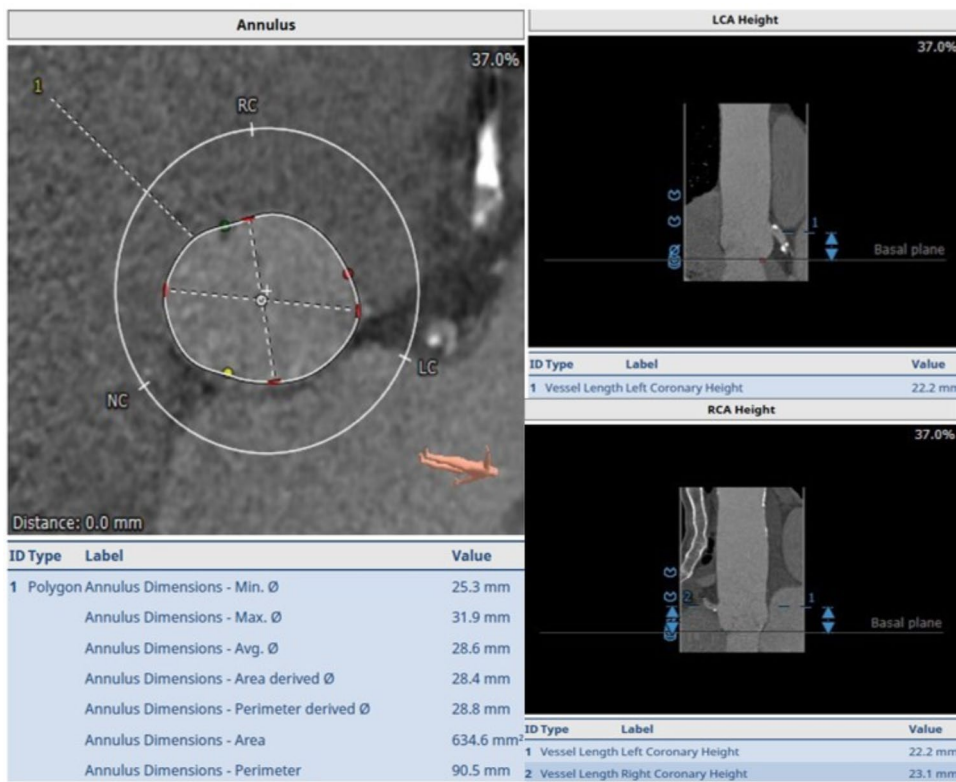 Annulus
37.0%
1
RC
LC
NC
Distance: 0.0 mm
ID Type Label Value
1 Polygon Annulus Dimensions - Min. Ø 25.3 mm
Annulus Dimensions - Max. Ø 31.9 mm
Annulus Dimensions - Avg. Ø 28.6 mm
Annulus Dimensions - Area derived Ø 28.4 mm
Annulus Dimensions - Perimeter derived Ø 28.8 mm
Annulus Dimensions - Area 634.6 mm²
Annulus Dimensions - Perimeter 90.5 mm
LCA Height
37.0%
1
Basal plane
ID Type Label Value
1 Vessel Length Left Coronary Height 22.2 mm
RCA Height
37.0%
2 1
Basal plane
ID Type Label Value
1 Vessel Length Left Coronary Height 22.2 mm
2 Vessel Length Right Coronary Height 23.1 mm